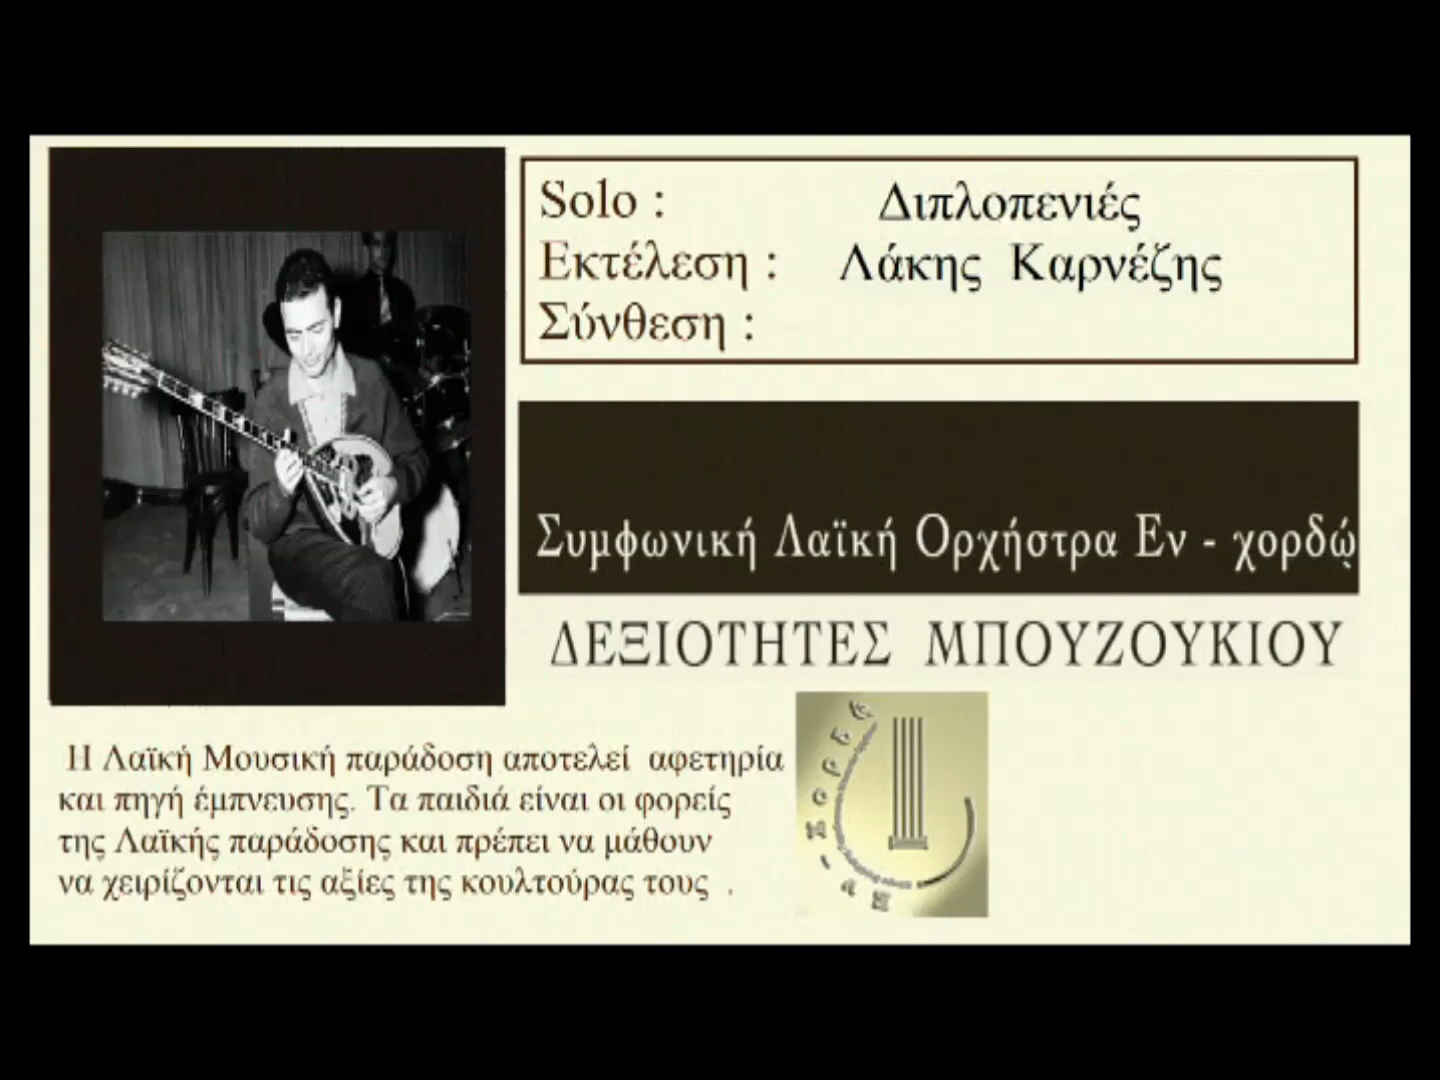 Solo : Διπλοπενιές
Εκτέλεση : Λάκης Καρνέζης
Σύνθεση :
Συμφωνική Λαϊκή Ορχήστρα Εν - χορδῴ
ΔΕΞΙΟΤΗΤΕΣ ΜΠΟΥΖΟΥΚΙΟΥ
Η Λαϊκή Μουσική παράδοση αποτελεί αφετηρία
και πηγή έμπνευσης. Τα παιδιά είναι οι φορείς
της Λαϊκής παράδοσης και πρέπει να μάθουν
να χειρίζονται τις αξίες της κουλτούρας τους .